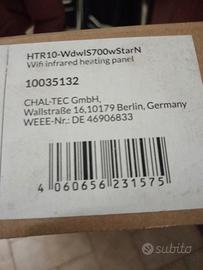 HTR10-WdwIS700wStarN
Wifi infrared heating panel
10035132
CHAL-TEC GmbH,
Wallstraße 16,10179 Berlin, Germany
WEEE-Nr.: DE 46906833
4 060656 231575
subito